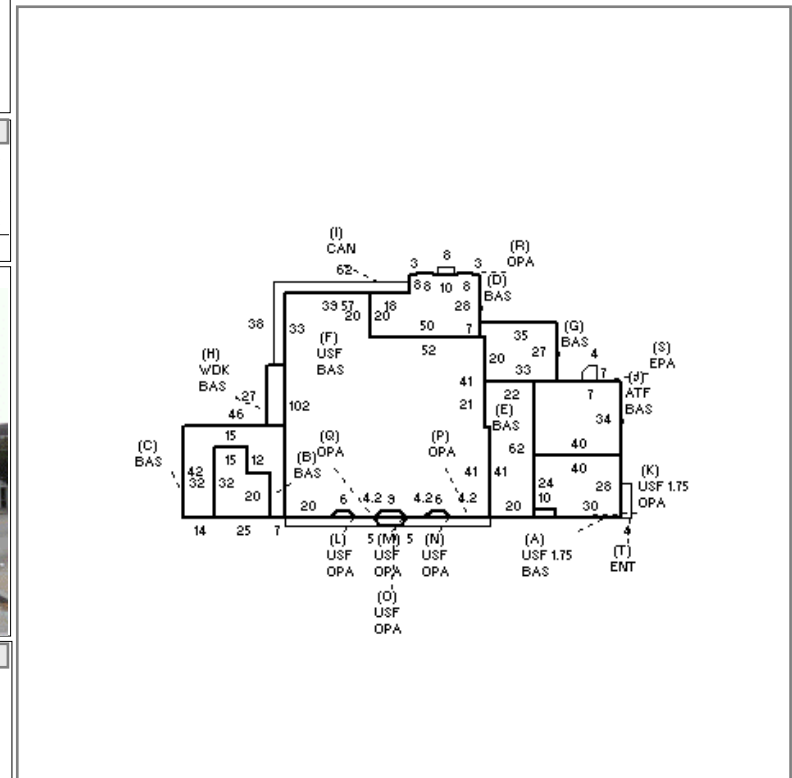 (I)
CAN
62
3
8
3
(R)
OPA
8 8 10 8
(D)
BAS
39 57
20
20
18
28
50
7
38
33
(F)
USF
BAS
52
35
(G)
BAS
27
20
33
4
7
(S)
EPA
(J)
ATF
BAS
(H)
WDK
BAS
27
46
102
41
21
22
(E)
BAS
7
34
40
15
(C)
BAS
15
12
(B)
BAS
(Q)
OPA
(P)
OPA
62
42
32
32
20
41
41
40
24
10
28
30
(K)
USF 1.75
OPA
20
6
4.2
9
4.2
6
4.2
20
14
25
7
(L)
USF
OPA
5
(M)
USF
OPA
5
(N)
USF
OPA
(A)
USF 1.75
BAS
4
(T)
ENT
(O)
USF
OPA